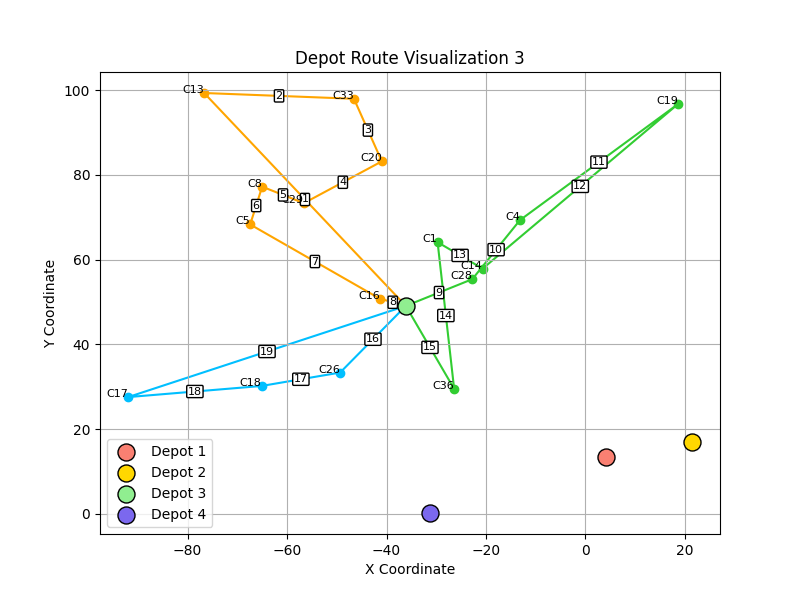 Depot Route Visualization 3
Y Coordinate
100
80
60
40
20
0
C13
2
C33
3
C20
4
C8
5
C29
1
6
C5
7
C16
8
C19
11
12
C4
10
C1
13
C14
C28
9
14
15
C36
16
19
C26
17
C18
18
C17
Depot 1
Depot 2
Depot 3
Depot 4
−80
−60
−40
−20
0
20
X Coordinate